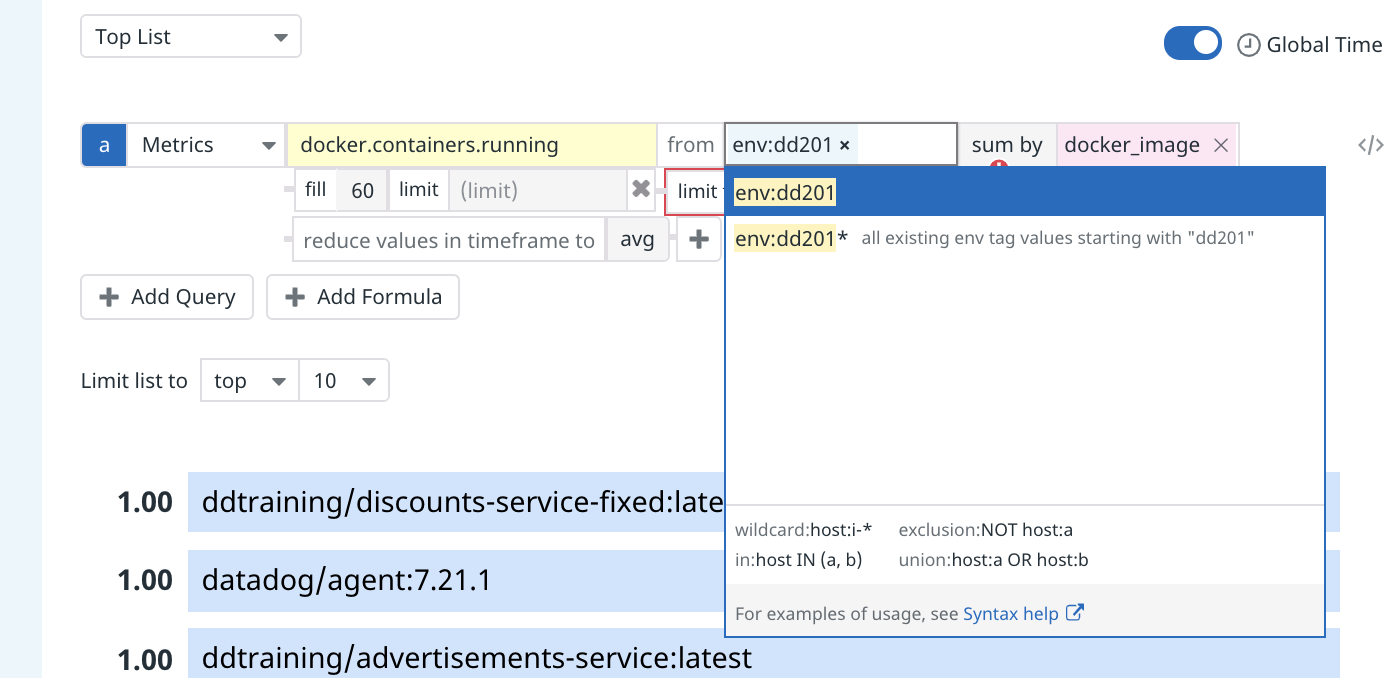 Top List
Global Time
a Metrics docker.containers.running from env:dd201 × sum by docker_image ×
fill 60 limit (limit) limit
env:dd201
reduce values in timeframe to avg
env:dd201* all existing env tag values starting with "dd201"
Add Query Add Formula
Limit list to top 10
1.00 ddtraining/discounts-service-fixed:late
wildcard:host:i-* exclusion:NOT host:a
in:host IN (a, b) union:host:a OR host:b
1.00 datadog/agent:7.21.1
For examples of usage, see Syntax help
1.00 ddtraining/advertisements-service:latest